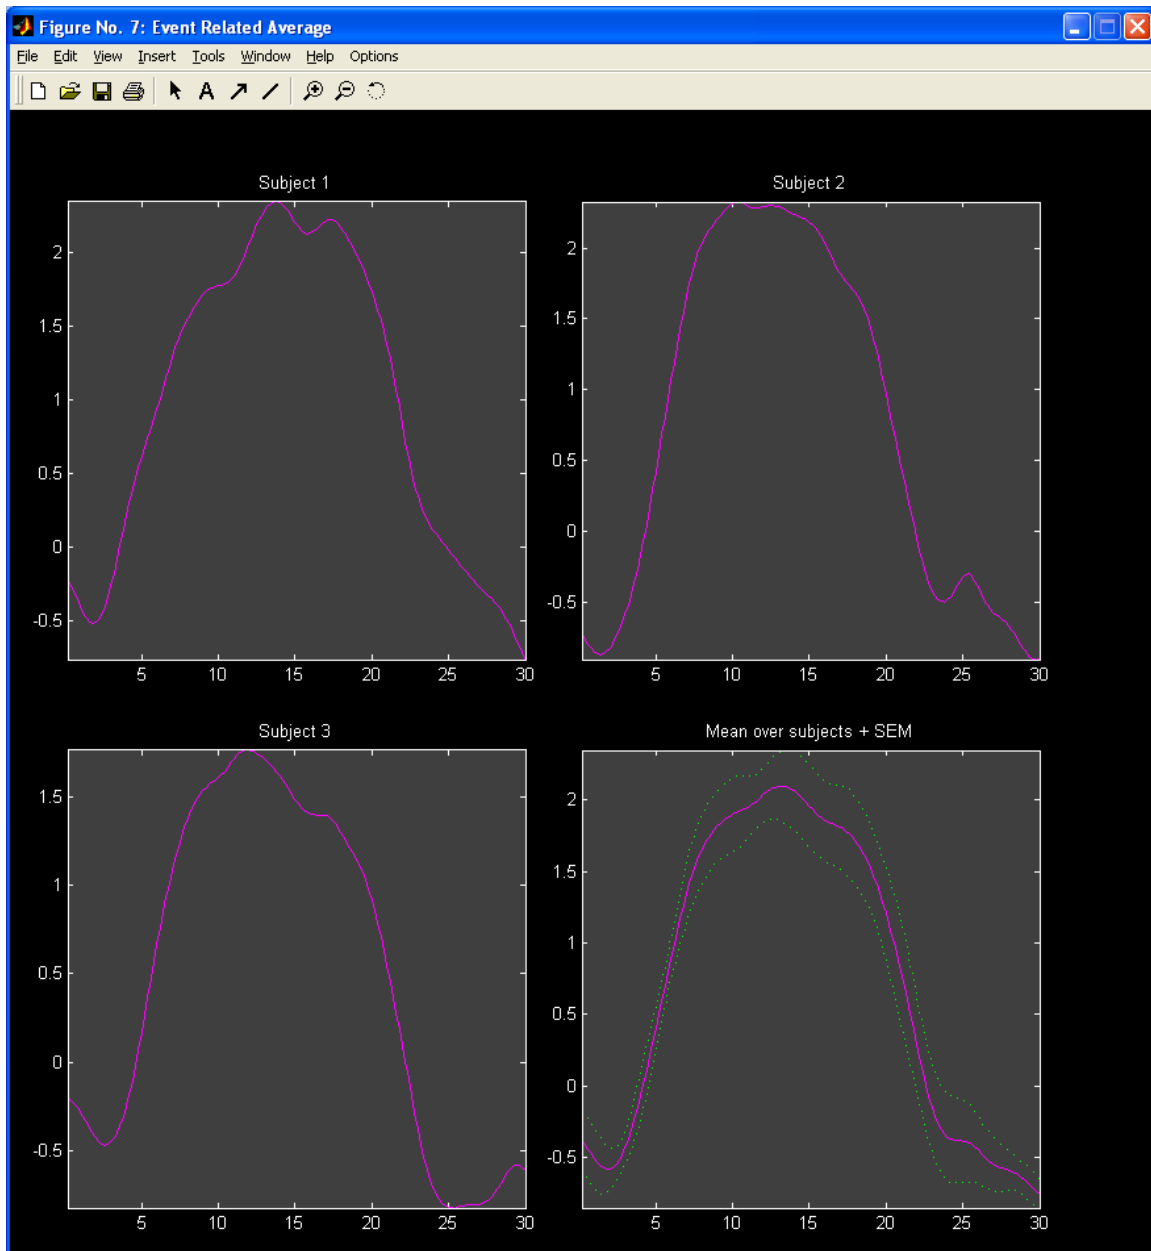 Figure No. 7: Event Related Average
File Edit View Insert Tools Window Help Options
A
Subject 1
2
1.5
1
0.5
0
-0.5
5 10 15 20 25 30
Subject 2
2
1.5
1
0.5
0
-0.5
5 10 15 20 25 30
Subject 3
1.5
1
0.5
0
-0.5
5 10 15 20 25 30
Mean over subjects + SEM
2
1.5
1
0.5
0
-0.5
5 10 15 20 25 30